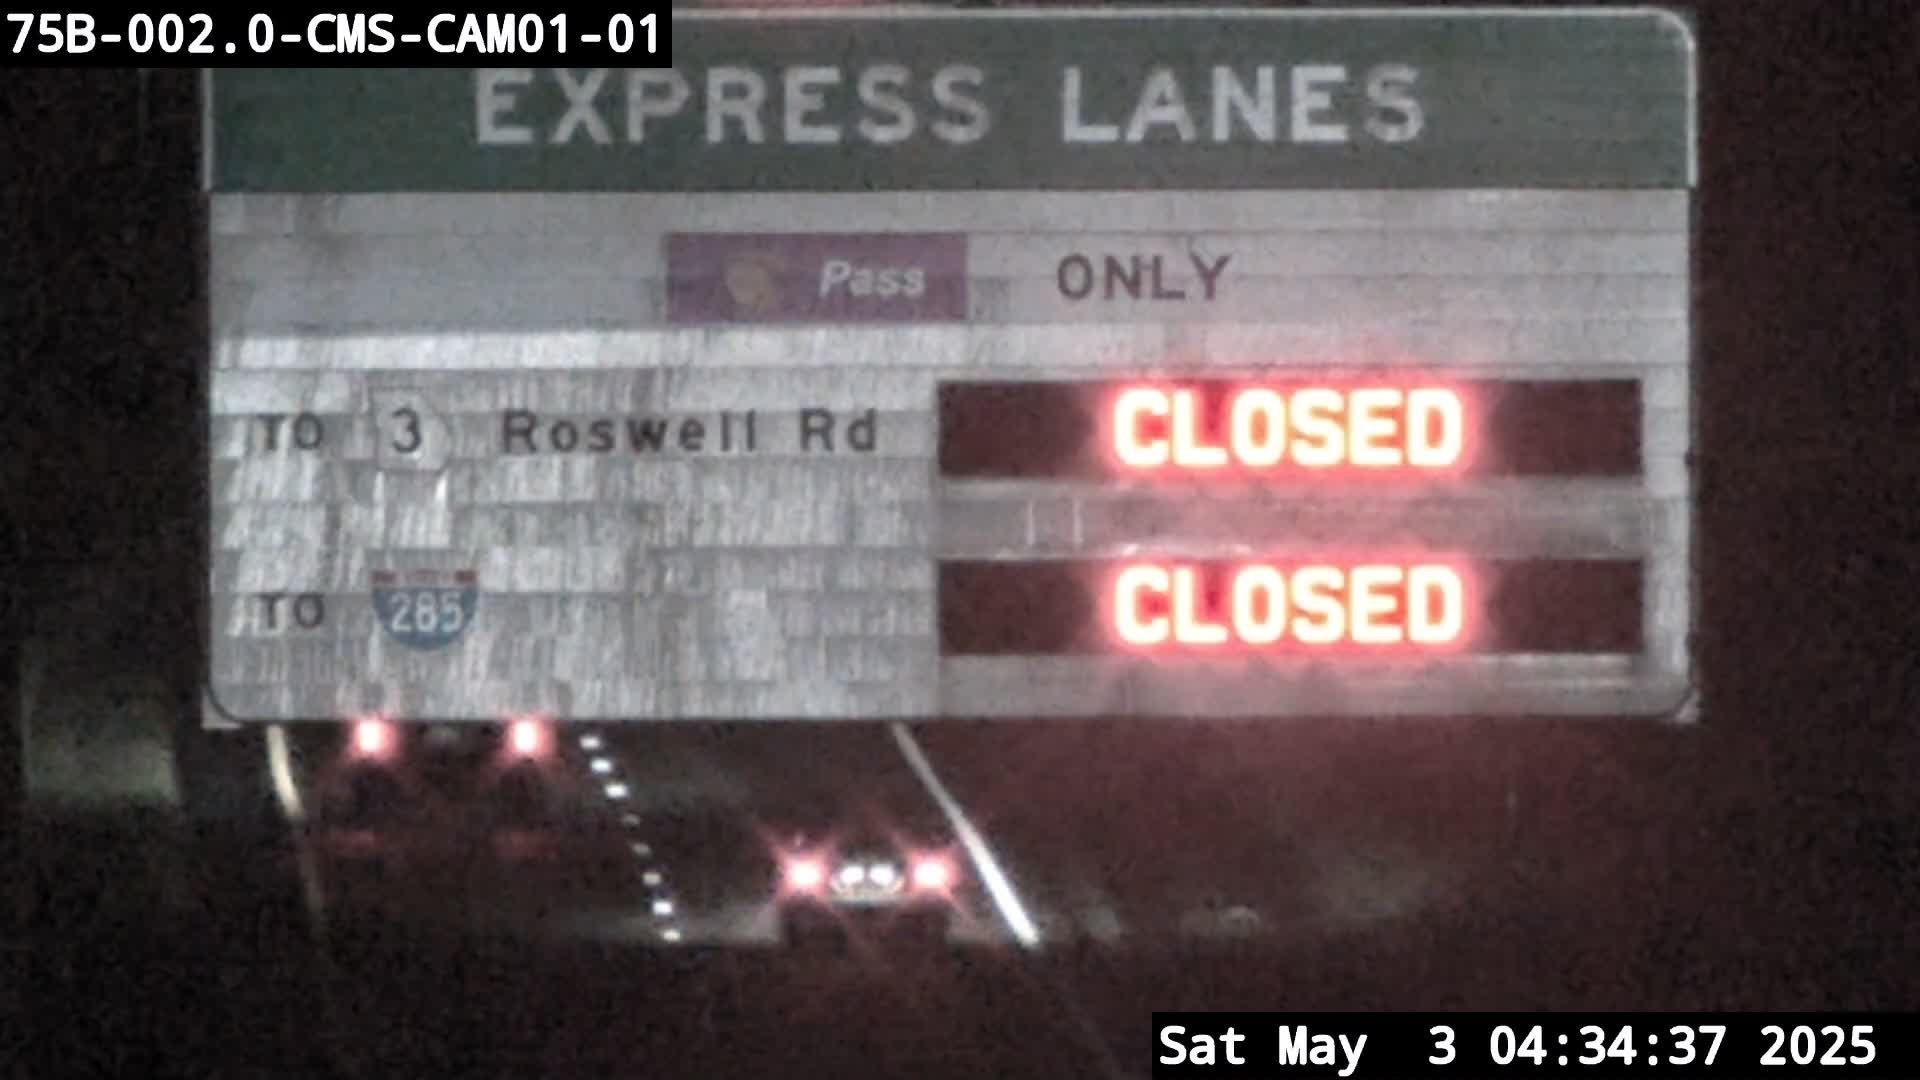 75B-002.0-CMS-CAM01-01
EXPRESS LANES
Pass ONLY
TO 3 Roswell Rd CLOSED
TO 285 CLOSED
Sat May 3 04:34:37 2025